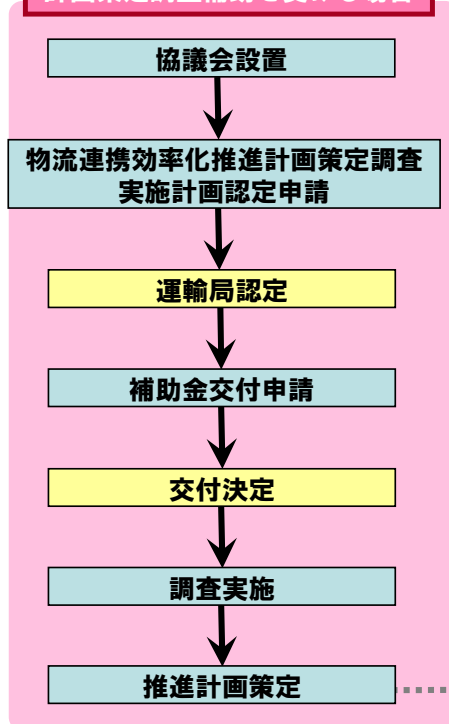 協議会設置
物流連携効率化推進計画策定調査
実施計画認定申請
運輸局認定
補助金交付申請
交付決定
調査実施
推進計画策定